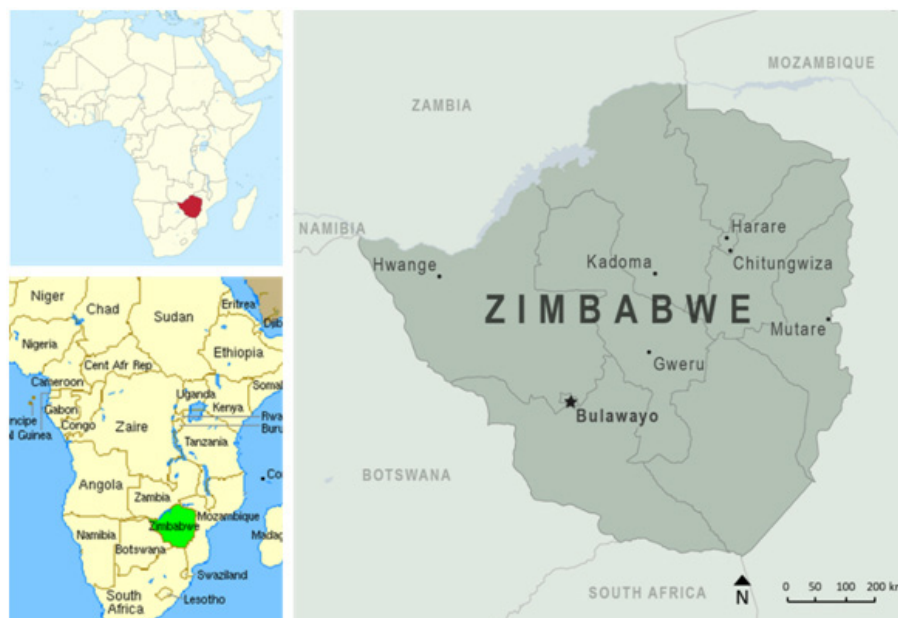 Niger
Chad
Sudan
Eritrea
Nigeria
Ethiopia
Cent Afr Rep
Cameroon
Uganda
Gabon
Kenya
Congo
Zaire
Tanzania
Angola
Zambia
Mozambique
Zimbabwe
Namibia
Botswana
Swaziland
South
Africa
Lesotho
MOZAMBIQUE
ZAMBIA
NAMIBIA
Harare
Hwange
Kadoma
Chitungwiza
ZIMBABWE
Mutare
Gweru
Bulawayo
BOTSWANA
SOUTH AFRICA
N
0 50 100 200 km